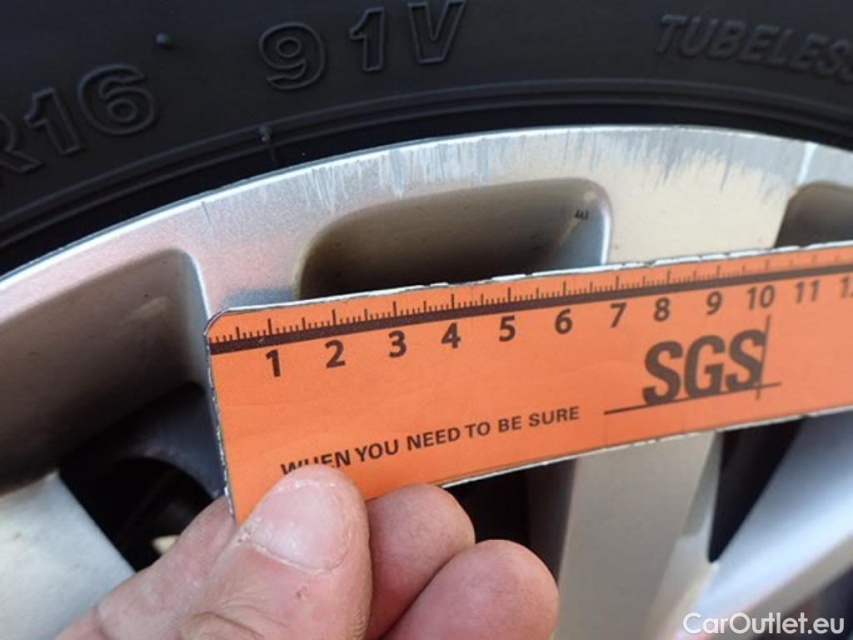 R16 91V TUBELESS
1 2 3 4 5 6 7 8 9 10 11
SGS
WHEN YOU NEED TO BE SURE
CarOutlet.eu